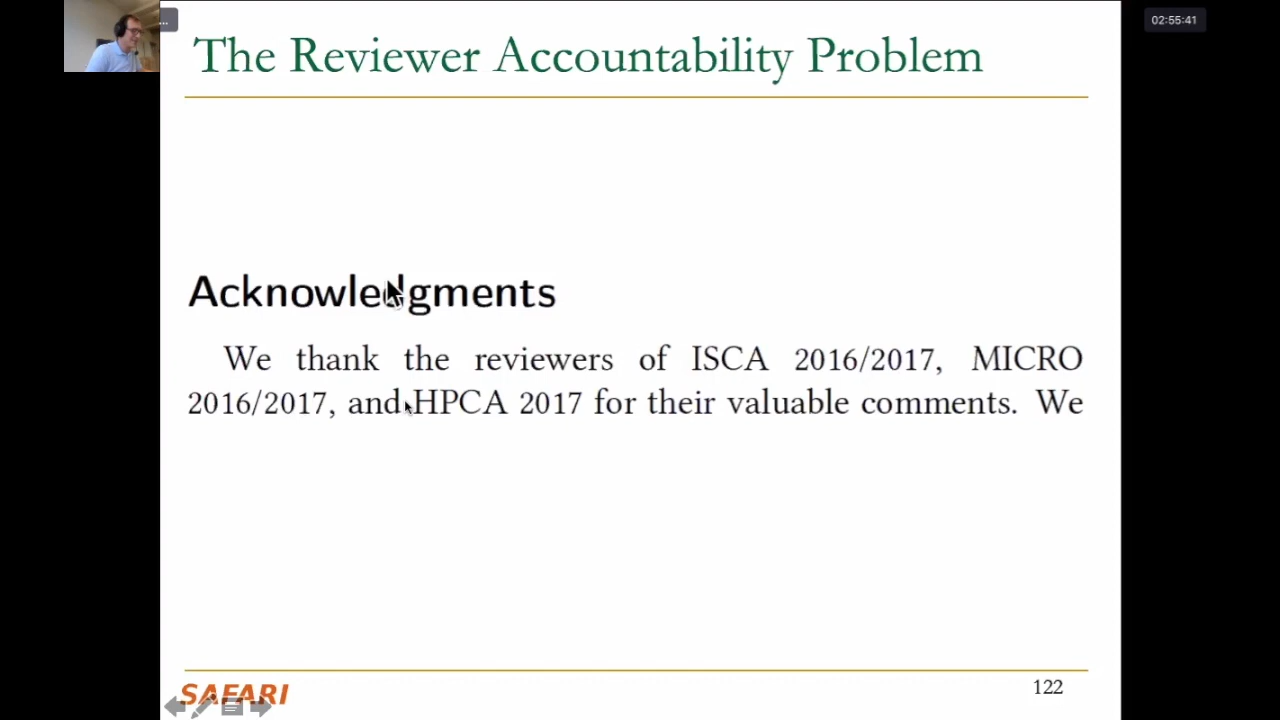 ...
02:55:41
The Reviewer Accountability Problem
Acknowledgments
We thank the reviewers of ISCA 2016/2017, MICRO
2016/2017, and HPCA 2017 for their valuable comments. We
SAFARI
122